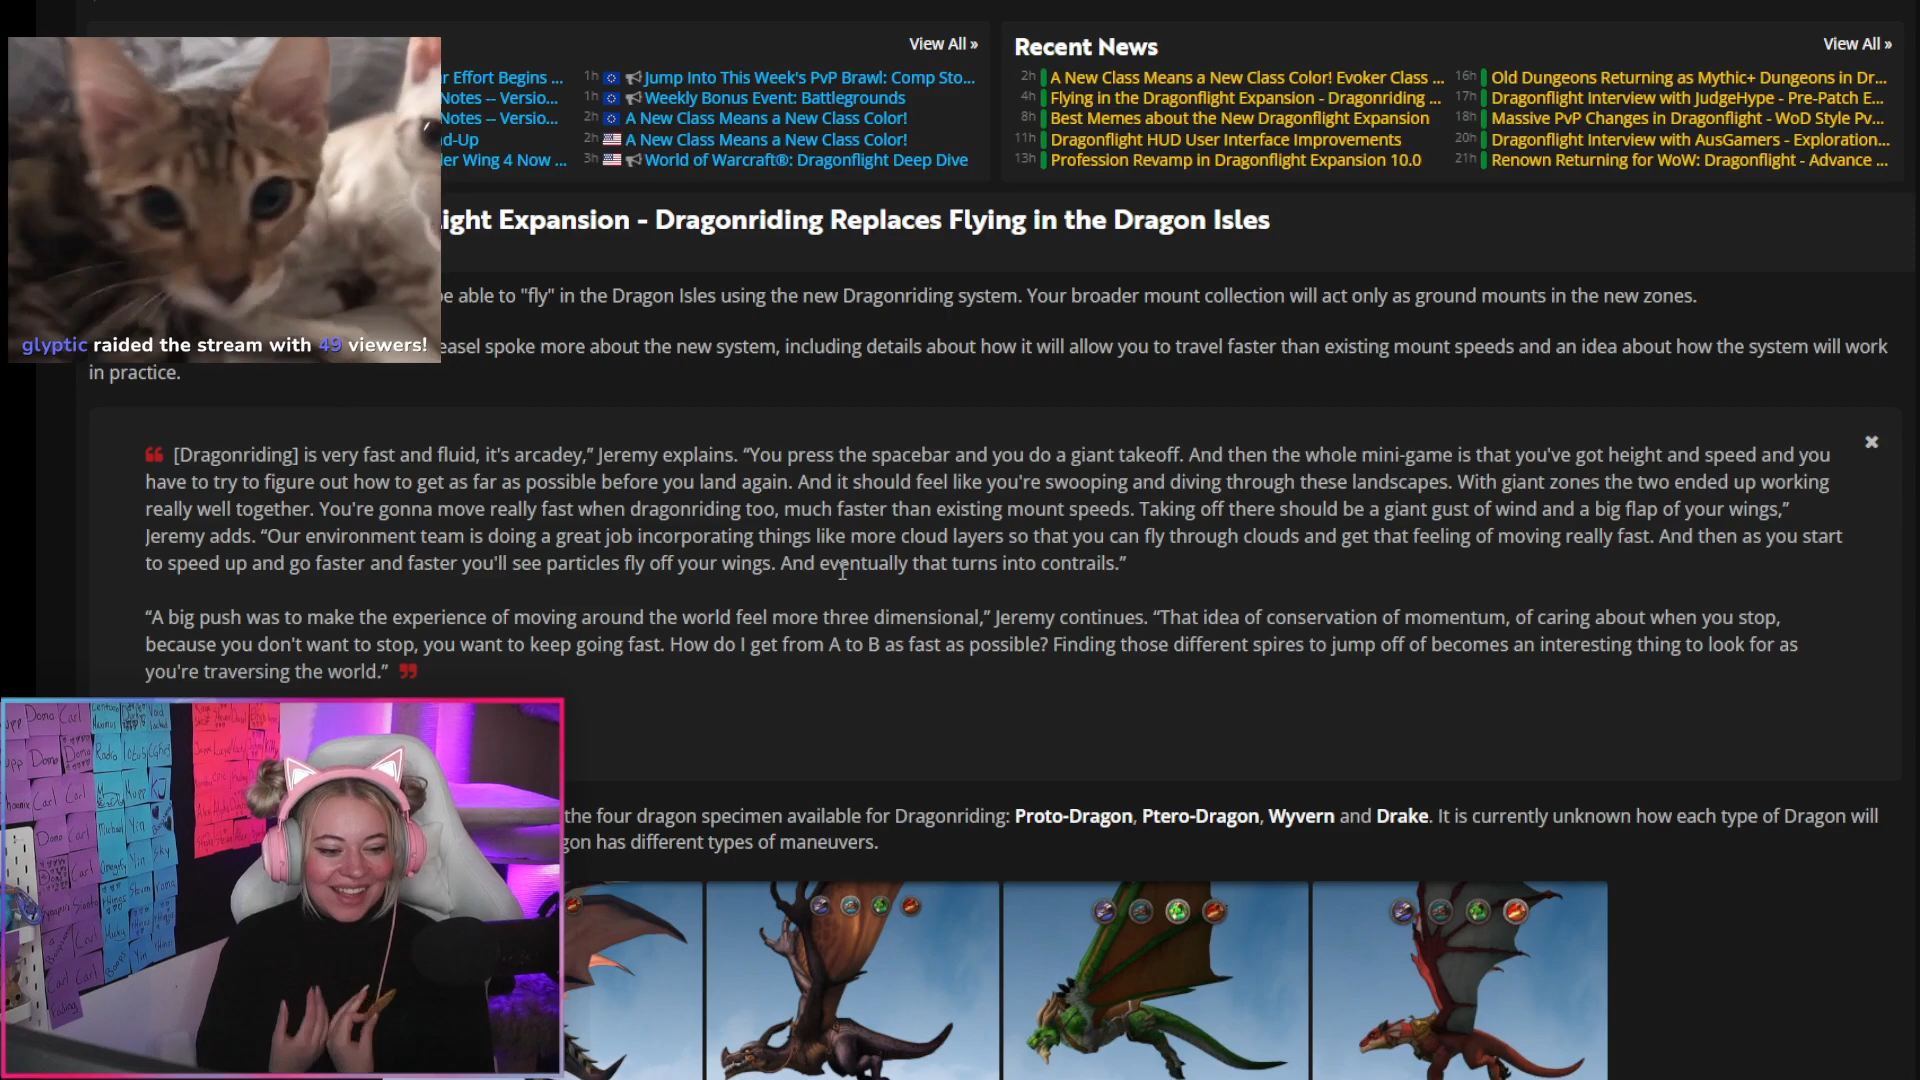 View All »
r Effort Begins ...
Notes -- Versio...
Notes -- Versio...
d-Up
ler Wing 4 Now ...
1h Jump Into This Week's PvP Brawl: Comp Sto...
1h Weekly Bonus Event: Battlegrounds
2h A New Class Means a New Class Color!
2h A New Class Means a New Class Color!
3h World of Warcraft®: Dragonflight Deep Dive
Recent News
View All »
2h A New Class Means a New Class Color! Evoker Class ...
4h Flying in the Dragonflight Expansion - Dragonriding ...
8h Best Memes about the New Dragonflight Expansion
11h Dragonflight HUD User Interface Improvements
13h Profession Revamp in Dragonflight Expansion 10.0
16h Old Dungeons Returning as Mythic+ Dungeons in Dr...
17h Dragonflight Interview with JudgeHype - Pre-Patch E...
18h Massive PvP Changes in Dragonflight - WoD Style Pv...
20h Dragonflight Interview with AusGamers - Exploration...
21h Renown Returning for WoW: Dragonflight - Advance ...
light Expansion - Dragonriding Replaces Flying in the Dragon Isles
be able to "fly" in the Dragon Isles using the new Dragonriding system. Your broader mount collection will act only as ground mounts in the new zones.
glyptic raided the stream with 49 viewers!
easel spoke more about the new system, including details about how it will allow you to travel faster than existing mount speeds and an idea about how the system will work
in practice.
[Dragonriding] is very fast and fluid, it's arcadey,” Jeremy explains. “You press the spacebar and you do a giant takeoff. And then the whole mini-game is that you've got height and speed and you
have to try to figure out how to get as far as possible before you land again. And it should feel like you're swooping and diving through these landscapes. With giant zones the two ended up working
really well together. You're gonna move really fast when dragonriding too, much faster than existing mount speeds. Taking off there should be a giant gust of wind and a big flap of your wings,”
Jeremy adds. “Our environment team is doing a great job incorporating things like more cloud layers so that you can fly through clouds and get that feeling of moving really fast. And then as you start
to speed up and go faster and faster you'll see particles fly off your wings. And eventually that turns into contrails.”
“A big push was to make the experience of moving around the world feel more three dimensional,” Jeremy continues. “That idea of conservation of momentum, of caring about when you stop,
because you don't want to stop, you want to keep going fast. How do I get from A to B as fast as possible? Finding those different spires to jump off of becomes an interesting thing to look for as
you're traversing the world.”
the four dragon specimen available for Dragonriding: Proto-Dragon, Ptero-Dragon, Wyvern and Drake. It is currently unknown how each type of Dragon will
gon has different types of maneuvers.
Domo Carl
Domo
Carl Carl
Domo Carl
Carl
Carl
Carl Carl
Michael Yin
Yin Sky
Steven
Yin